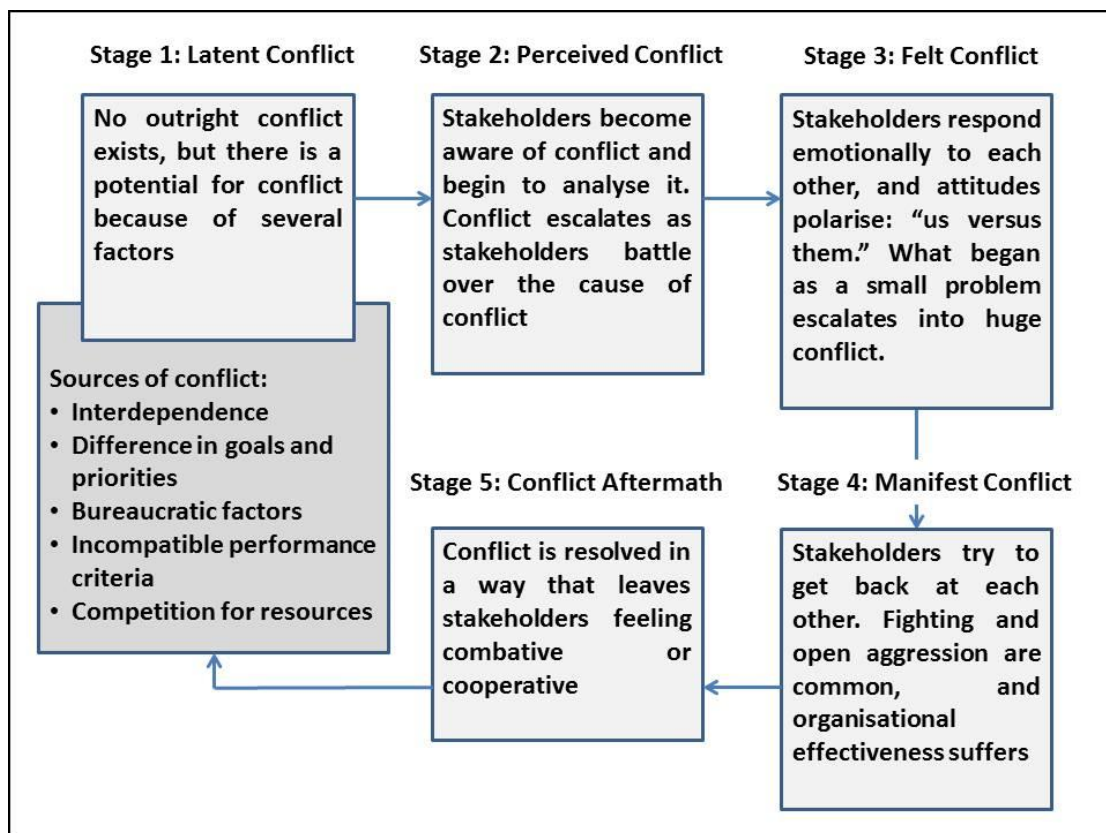 Stage 1: Latent Conflict
No outright conflict
exists, but there is a
potential for conflict
because of several
factors
Sources of conflict:
• Interdependence
• Difference in goals and
priorities
• Bureaucratic factors
• Incompatible performance
criteria
• Competition for resources
Stage 2: Perceived Conflict
Stakeholders become
aware of conflict and
begin to analyse it.
Conflict escalates as
stakeholders battle
over the cause of
conflict
Stage 3: Felt Conflict
Stakeholders respond
emotionally to each
other, and attitudes
polarise: “us versus
them.” What began
as a small problem
escalates into huge
conflict.
Stage 4: Manifest Conflict
Stakeholders try to
get back at each
other. Fighting and
open aggression are
common, and
organisational
effectiveness suffers
Stage 5: Conflict Aftermath
Conflict is resolved in
a way that leaves
stakeholders feeling
combative or
cooperative